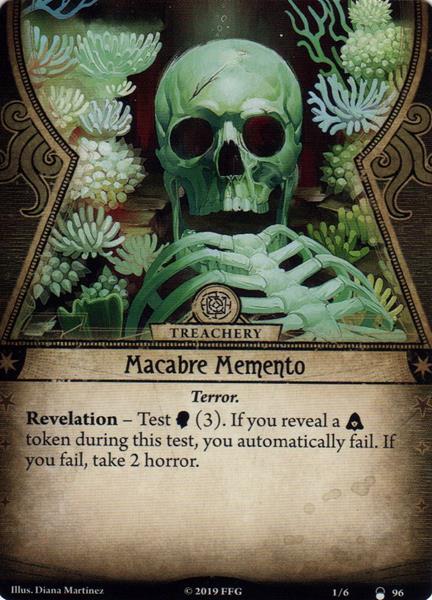 TREACHERY
Macabre Memento
Terror.
Revelation – Test (3). If you reveal a
token during this test, you automatically fail. If
you fail, take 2 horror.
Illus. Diana Martinez © 2019 FFG 1/6 96